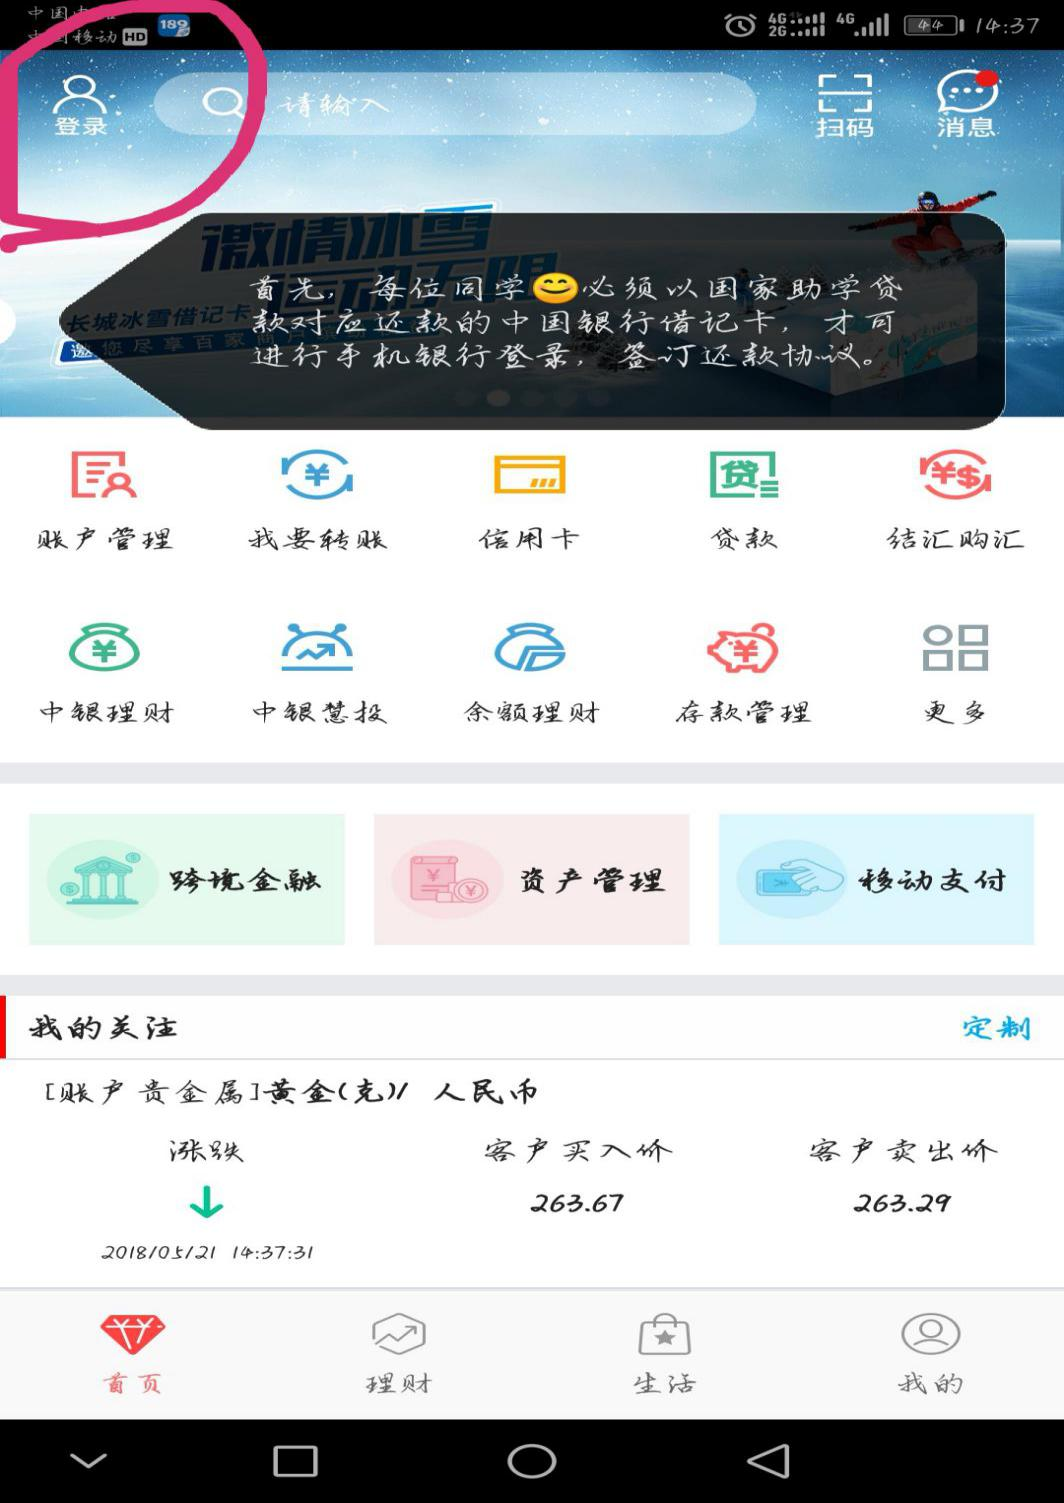 中国移动 HD 189
4G 2G 4G 44 14:37
登录
请输入
扫码
消息
激情冰雪
长城冰雪借记卡
首先，每位同学😊必须以国家助学贷
款对应还款的中国银行借记卡，才可
进行手机银行登录，签订还款协议。
账户管理 我要转账 信用卡 贷款 结汇购汇
中银理财 中银慧投 余额理财 存款管理 更多
跨境金融 资产管理 移动支付
我的关注 定制
[账户贵金属]黄金(克)/ 人民币
涨跌 客户买入价 客户卖出价
263.67 263.29
2018/05/21 14:37:31
首页 理财 生活 我的